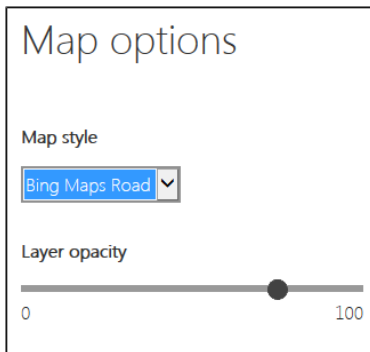 Map options
Map style
Bing Maps Road
Layer opacity
0 100